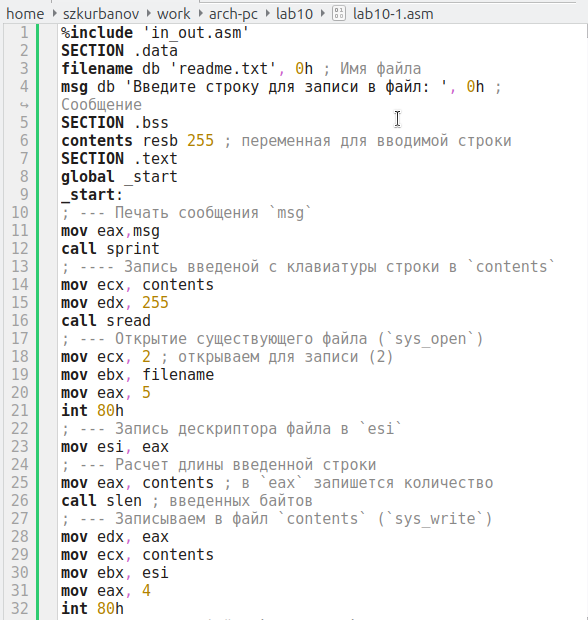 home › szkurbanov › work › arch-pc › lab10 › lab10-1.asm
1 %include 'in_out.asm'
2 SECTION .data
3 filename db 'readme.txt', 0h ; Имя файла
4 msg db 'Введите строку для записи в файл: ', 0h ;
↪ Сообщение
5 SECTION .bss
6 contents resb 255 ; переменная для вводимой строки
7 SECTION .text
8 global _start
9 _start:
10 ; --- Печать сообщения `msg`
11 mov eax,msg
12 call sprint
13 ; ---- Запись введеной с клавиатуры строки в `contents`
14 mov ecx, contents
15 mov edx, 255
16 call sread
17 ; --- Открытие существующего файла (`sys_open`)
18 mov ecx, 2 ; открываем для записи (2)
19 mov ebx, filename
20 mov eax, 5
21 int 80h
22 ; --- Запись дескриптора файла в `esi`
23 mov esi, eax
24 ; --- Расчет длины введенной строки
25 mov eax, contents ; в `eax` запишется количество
26 call slen ; введенных байтов
27 ; --- Записываем в файл `contents` (`sys_write`)
28 mov edx, eax
29 mov ecx, contents
30 mov ebx, esi
31 mov eax, 4
32 int 80h